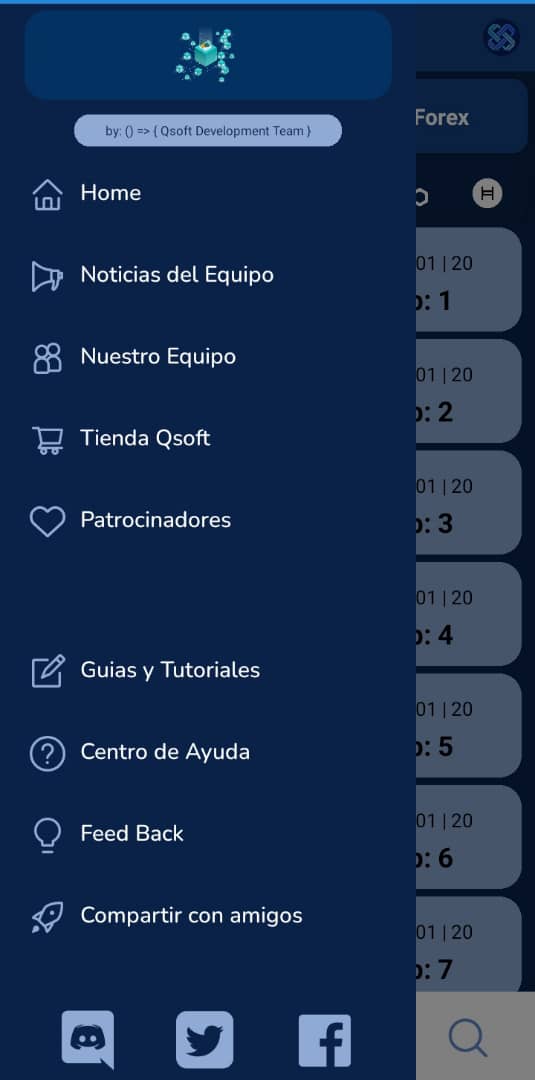 by: () => { Qsoft Development Team }
Forex
Home
Noticias del Equipo
Nuestro Equipo
Tienda Qsoft
Patrocinadores
Guias y Tutoriales
Centro de Ayuda
Feed Back
Compartir con amigos
01 | 20
: 1
01 | 20
: 2
01 | 20
: 3
01 | 20
: 4
01 | 20
: 5
01 | 20
: 6
01 | 20
: 7